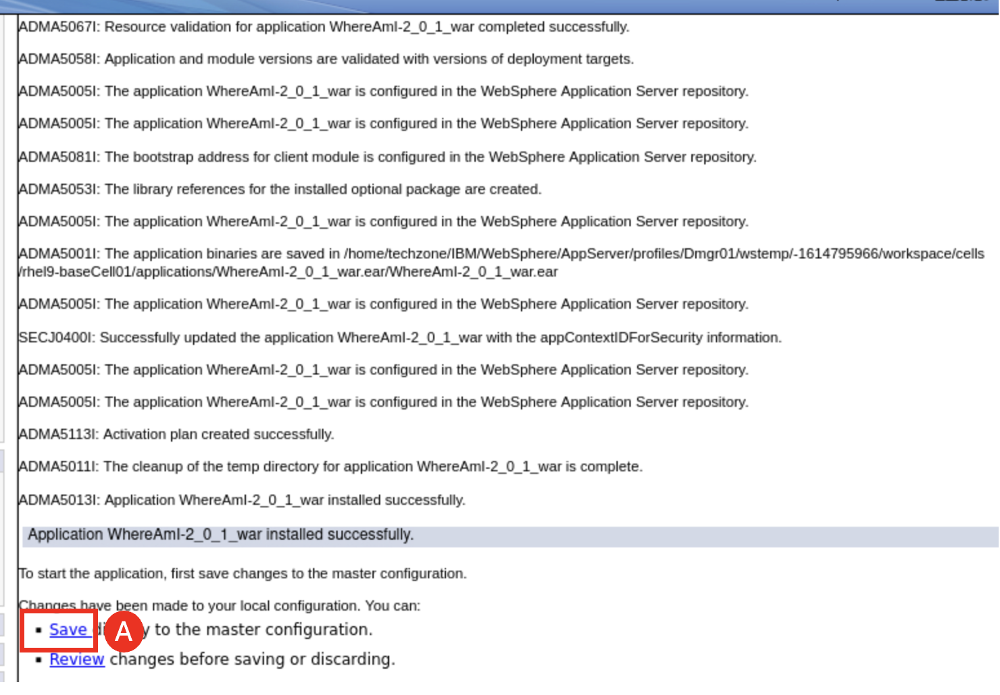 ADMA5067I: Resource validation for application WhereAmI-2_0_1_war completed successfully.
ADMA5058I: Application and module versions are validated with versions of deployment targets.
ADMA5005I: The application WhereAmI-2_0_1_war is configured in the WebSphere Application Server repository.
ADMA5005I: The application WhereAmI-2_0_1_war is configured in the WebSphere Application Server repository.
ADMA5081I: The bootstrap address for client module is configured in the WebSphere Application Server repository.
ADMA5053I: The library references for the installed optional package are created.
ADMA5005I: The application WhereAmI-2_0_1_war is configured in the WebSphere Application Server repository.
ADMA5001I: The application binaries are saved in /home/techzone/IBM/WebSphere/AppServer/profiles/Dmgr01/wstemp/-1614795966/workspace/cells
/rhel9-baseCell01/applications/WhereAmI-2_0_1_war.ear/WhereAmI-2_0_1_war.ear
ADMA5005I: The application WhereAmI-2_0_1_war is configured in the WebSphere Application Server repository.
SECJ0400I: Successfully updated the application WhereAmI-2_0_1_war with the appContextIDForSecurity information.
ADMA5005I: The application WhereAmI-2_0_1_war is configured in the WebSphere Application Server repository.
ADMA5005I: The application WhereAmI-2_0_1_war is configured in the WebSphere Application Server repository.
ADMA5113I: Activation plan created successfully.
ADMA5011I: The cleanup of the temp directory for application WhereAmI-2_0_1_war is complete.
ADMA5013I: Application WhereAmI-2_0_1_war installed successfully.
Application WhereAmI-2_0_1_war installed successfully.
To start the application, first save changes to the master configuration.
Changes have been made to your local configuration. You can:
▪ Save A to the master configuration.
▪ Review changes before saving or discarding.